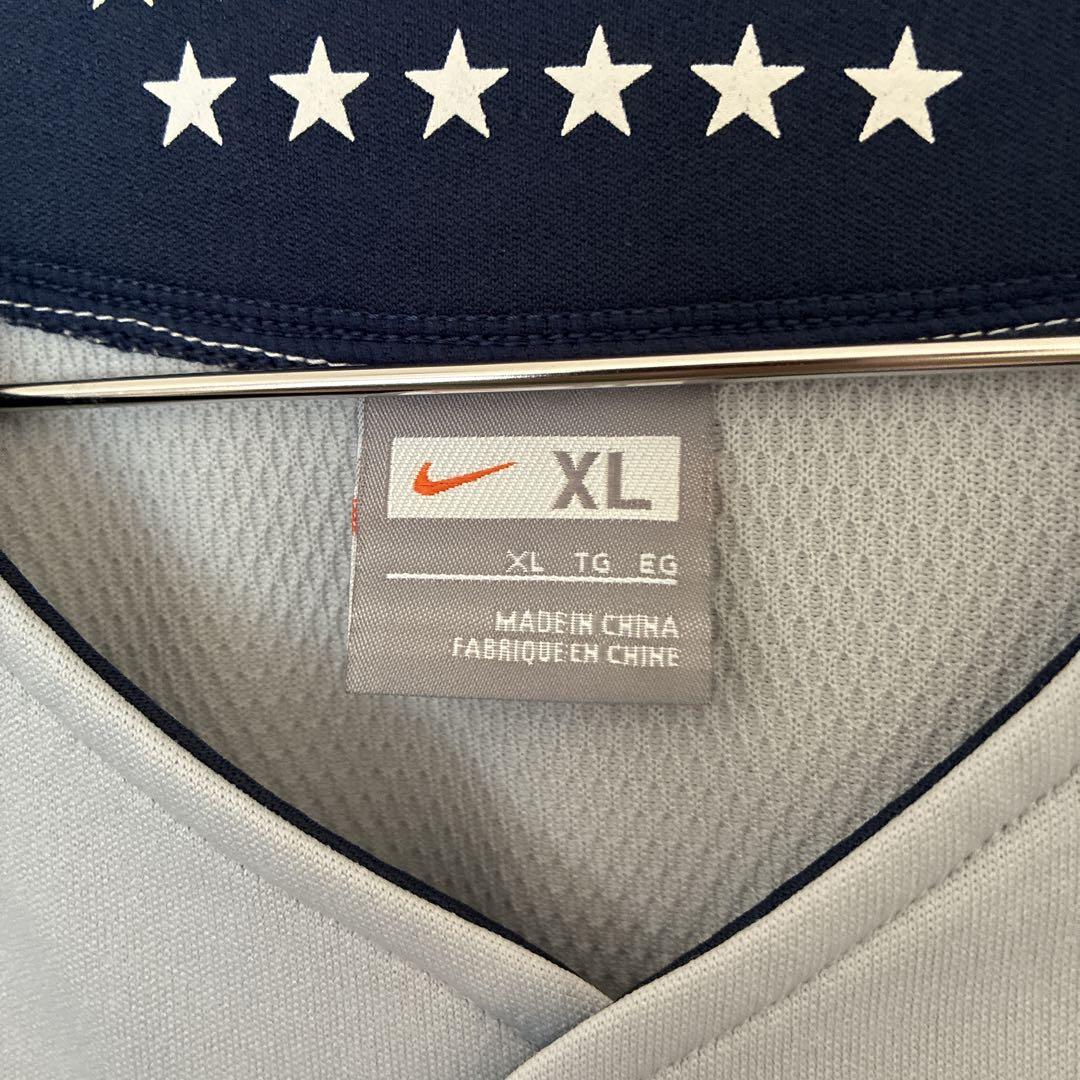 XL
XL TG EG
MADE IN CHINA
FABRIQUE EN CHINE